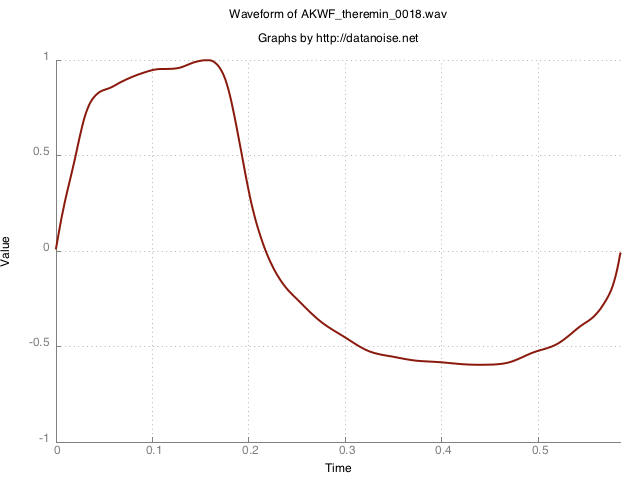 Waveform of AKWF_theremin_0018.wav
Graphs by http://datanoise.net
1
0.5
0
-0.5
-1
Value
0 0.1 0.2 0.3 0.4 0.5
Time